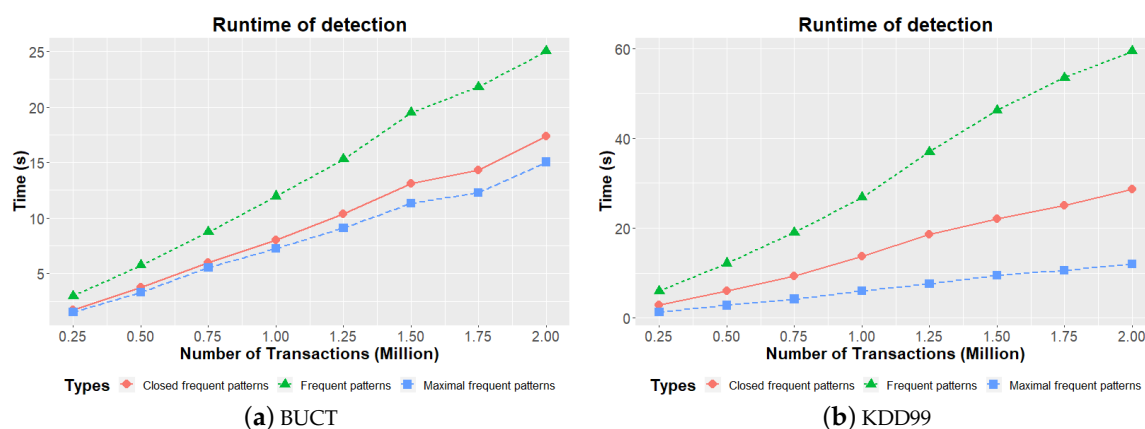 Runtime of detection
Time (s)
25
20
15
10
5
0.25 0.50 0.75 1.00 1.25 1.50 1.75 2.00
Number of Transactions (Million)
Types Closed frequent patterns Frequent patterns Maximal frequent patterns
(a) BUCT
Runtime of detection
Time (s)
60
40
20
0
0.25 0.50 0.75 1.00 1.25 1.50 1.75 2.00
Number of Transactions (Million)
Types Closed frequent patterns Frequent patterns Maximal frequent patterns
(b) KDD99